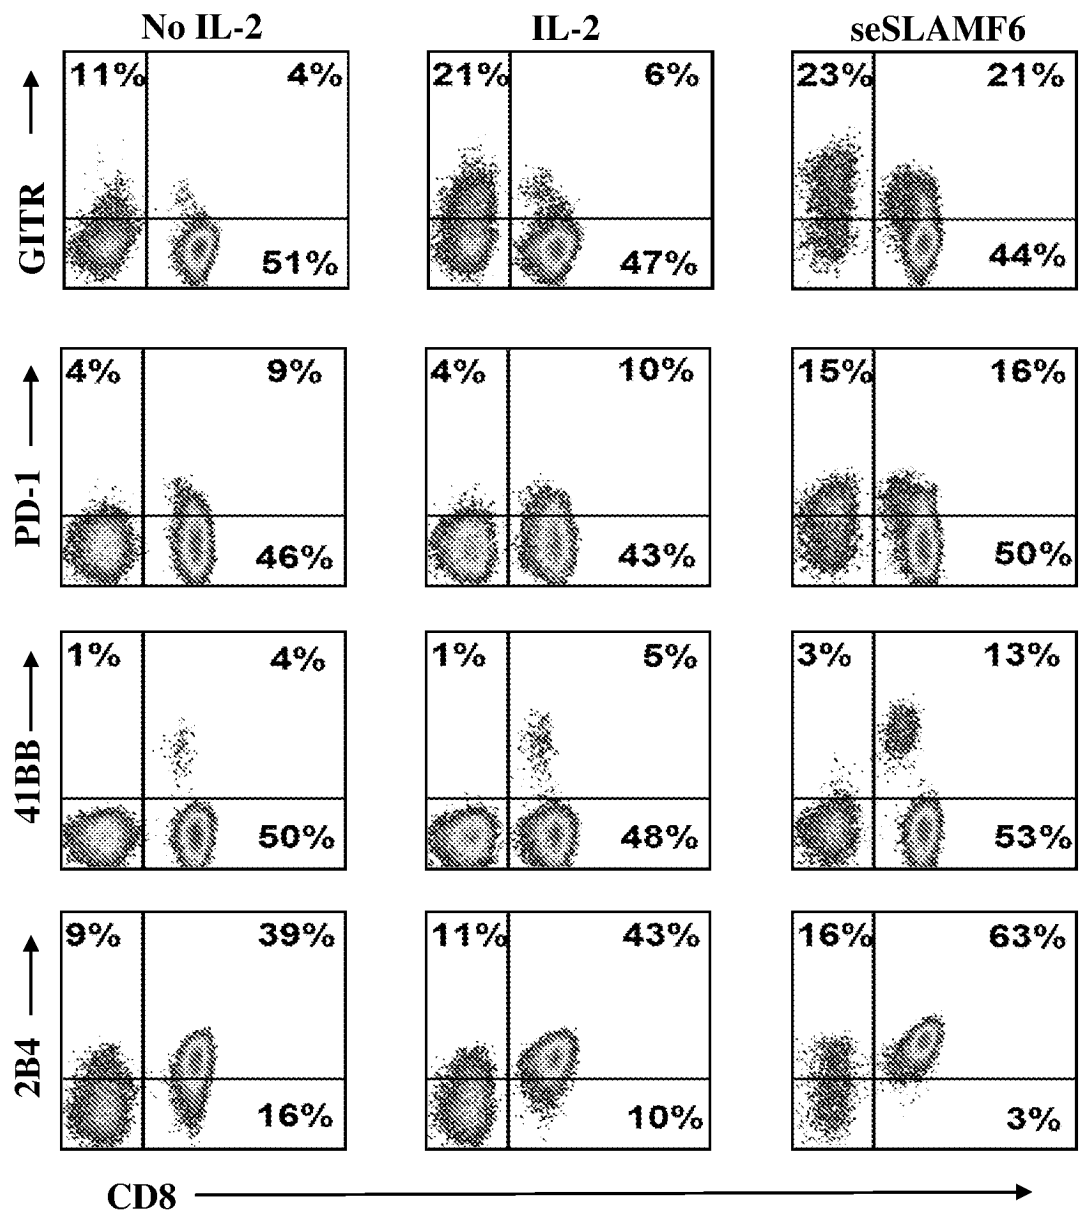 No IL-2 IL-2 seSLAMF6
11% 4% 21% 6% 23% 21%
GITR
51% 47% 44%
4% 9% 4% 10% 15% 16%
PD-1
46% 43% 50%
1% 4% 1% 5% 3% 13%
41BB
50% 48% 53%
9% 39% 11% 43% 16% 63%
2B4
16% 10% 3%
CD8